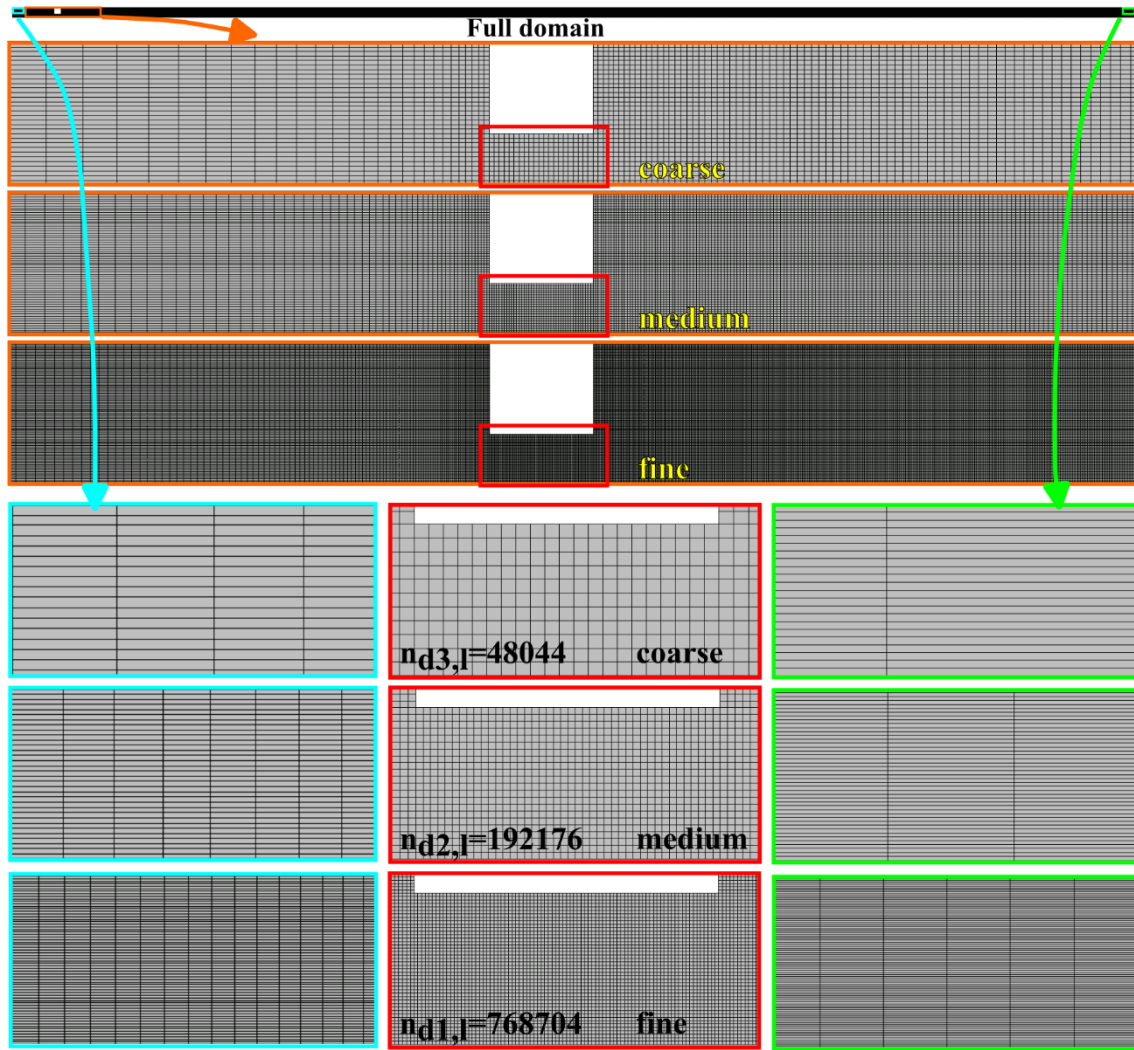 Full domain
coarse
medium
fine
nd3,l=48044 coarse
nd2,l=192176 medium
nd1,l=768704 fine